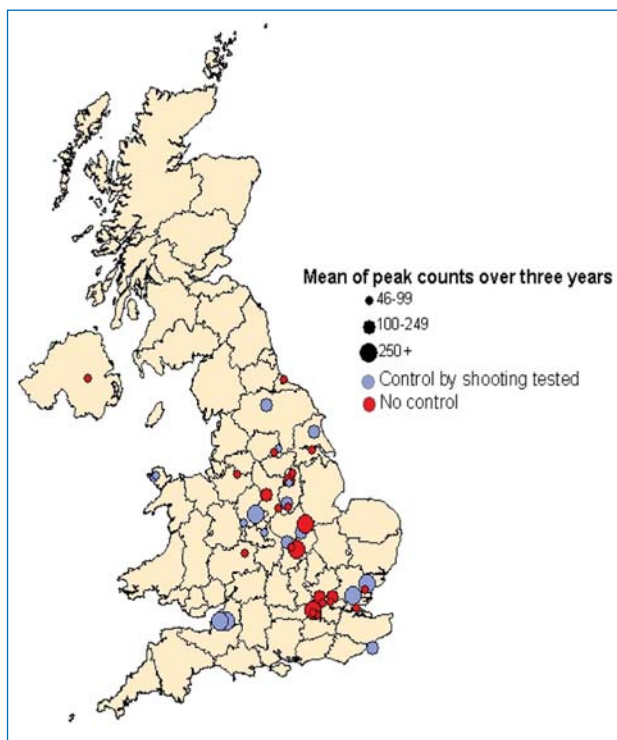 Mean of peak counts over three years
46-99
100-249
250+
Control by shooting tested
No control